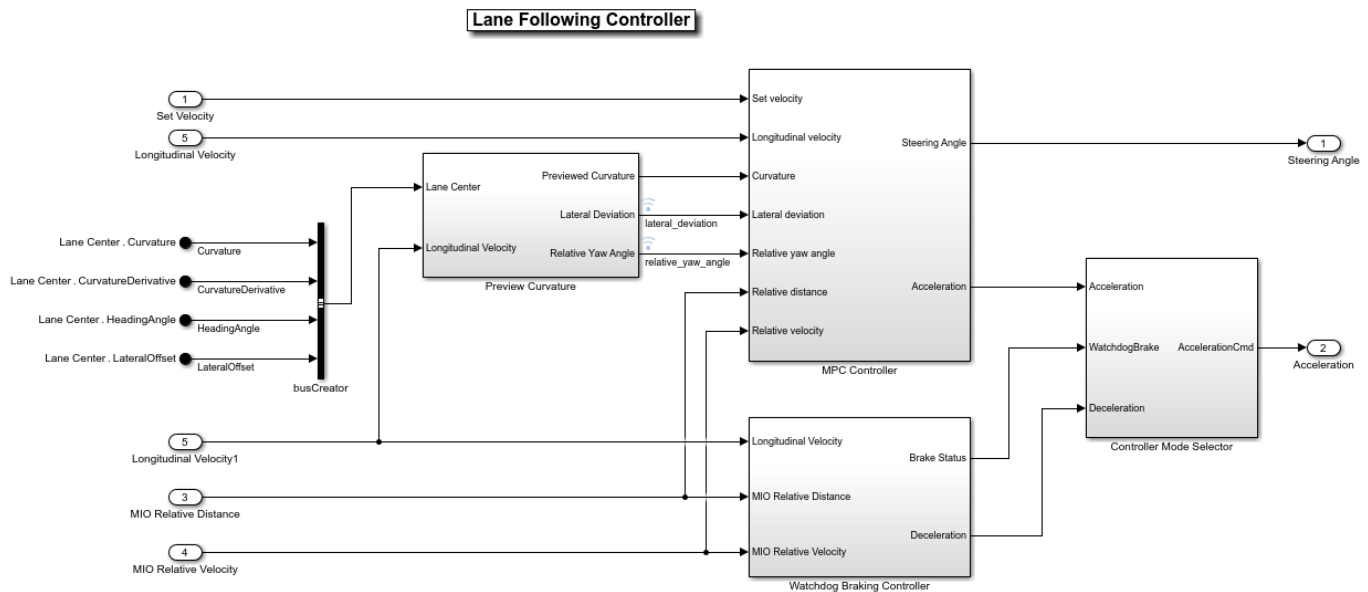 Lane Following Controller
1
Set Velocity
5
Longitudinal Velocity
Lane Center . Curvature
Curvature
Lane Center . CurvatureDerivative
CurvatureDerivative
Lane Center . HeadingAngle
HeadingAngle
Lane Center . LateralOffset
LateralOffset
busCreator
Lane Center
Longitudinal Velocity
Previewed Curvature
Lateral Deviation
Relative Yaw Angle
Preview Curvature
lateral_deviation
relative_yaw_angle
Set velocity
Longitudinal velocity
Curvature
Lateral deviation
Relative yaw angle
Relative distance
Relative velocity
Steering Angle
Acceleration
MPC Controller
1
Steering Angle
5
Longitudinal Velocity1
3
MIO Relative Distance
4
MIO Relative Velocity
Longitudinal Velocity
MIO Relative Distance
MIO Relative Velocity
Brake Status
Deceleration
Watchdog Braking Controller
Acceleration
WatchdogBrake
Deceleration
AccelerationCmd
Controller Mode Selector
2
Acceleration